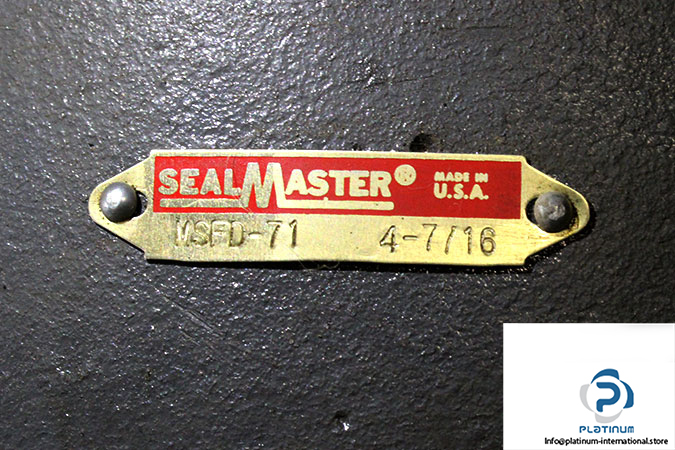 SEALMASTER® MADE IN
U.S.A.
MSFD-71 4-7/16
PLATINUM
Info@platinum-international.store